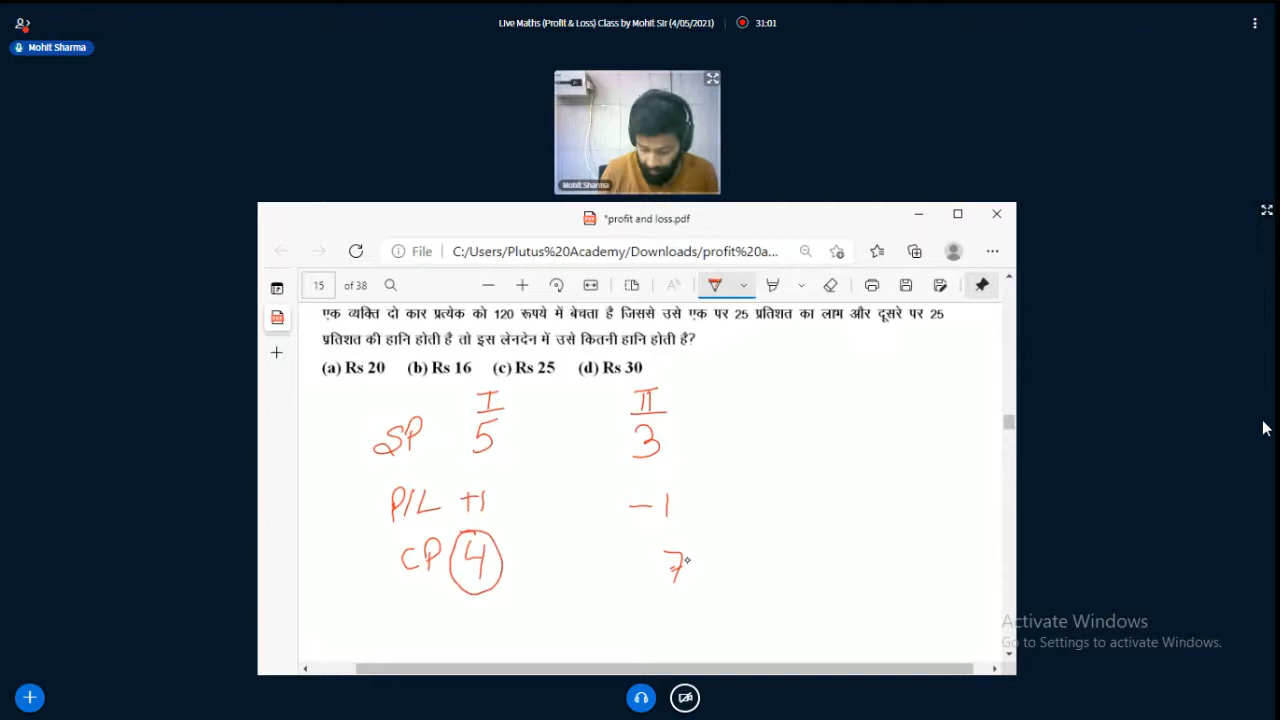 Live Maths (Profit & Loss) Class by Mohit Sir (4/05/2021) 31:01
Mohit Sharma
Mohit Sharma
*profit and loss.pdf
File C:/Users/Plutus%20Academy/Downloads/profit%20a...
15 of 38
एक व्यक्ति दो कार प्रत्येक को 120 रूपये में बेचता है जिससे उसे एक पर 25 प्रतिशत का लाभ और दूसरे पर 25
प्रतिशत की हानि होती है तो इस लेनदेन में उसे कितनी हानि होती है?
(a) Rs 20 (b) Rs 16 (c) Rs 25 (d) Rs 30
I II
SP 5 3
P/L +1 -1
CP 4
Activate Windows
Go to Settings to activate Windows.